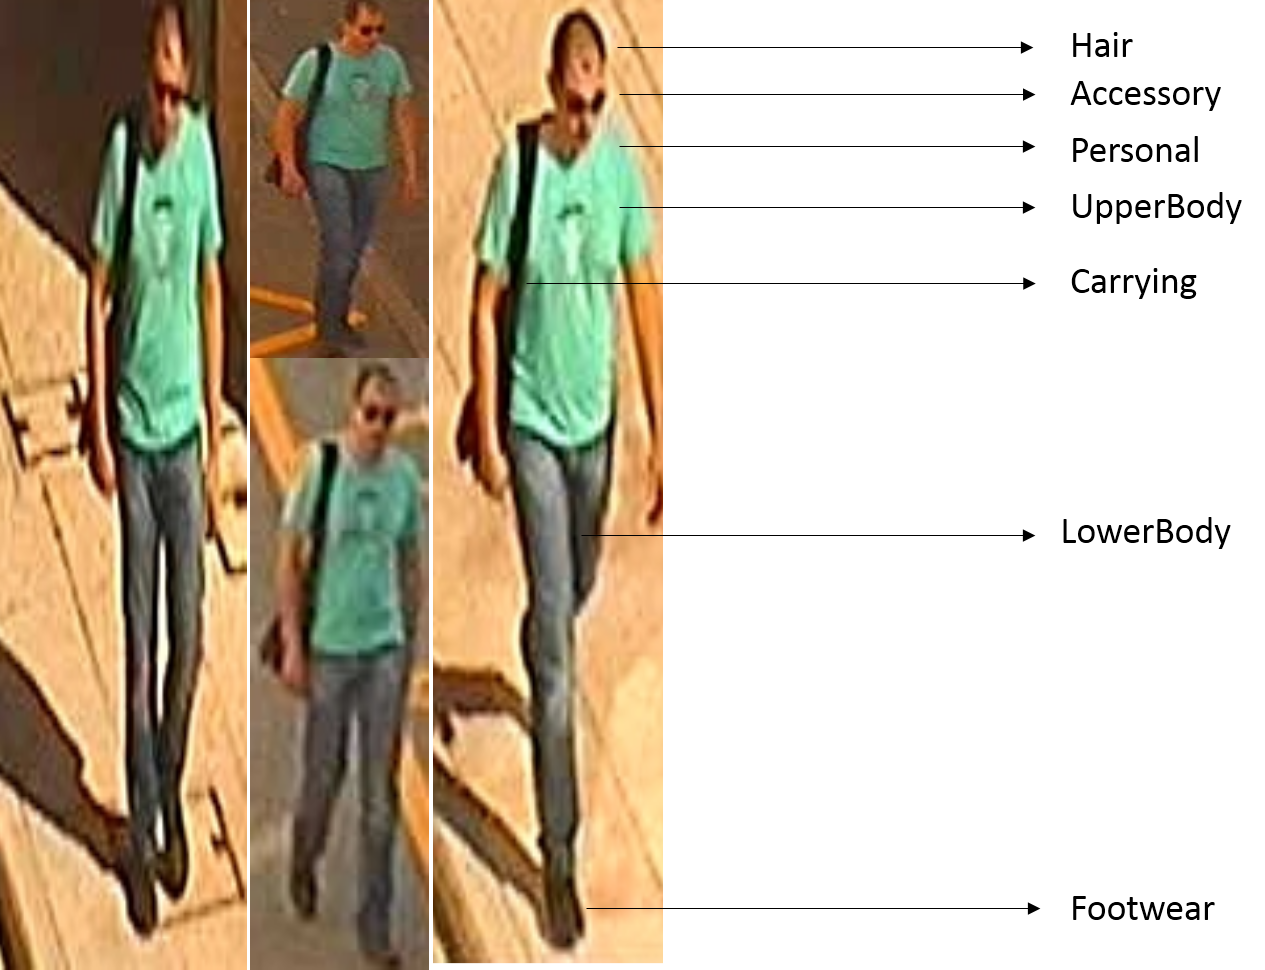 Hair
Accessory
Personal
UpperBody
Carrying
LowerBody
Footwear